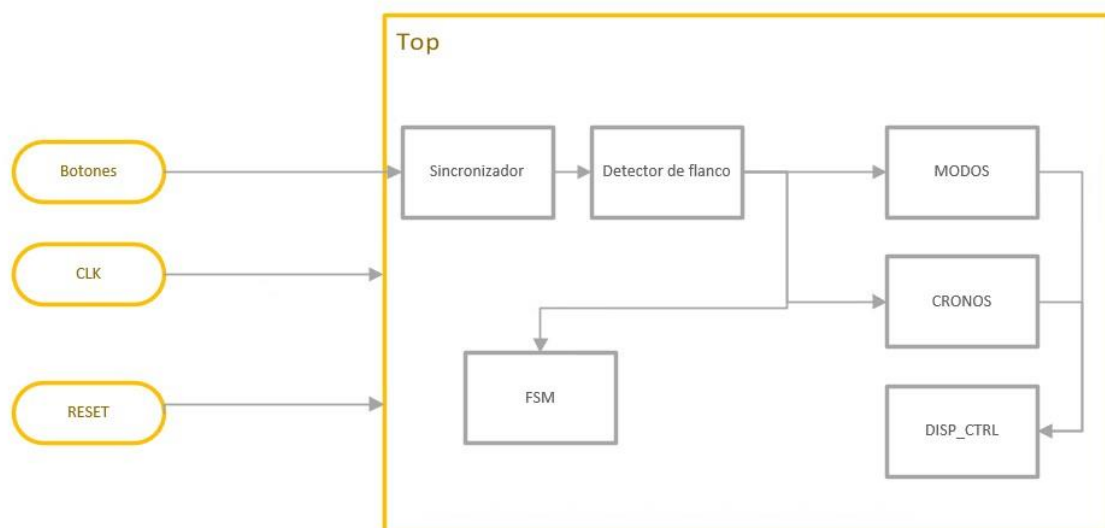 Top
Botones
Sincronizador
Detector de flanco
MODOS
CLK
CRONOS
RESET
FSM
DISP_CTRL